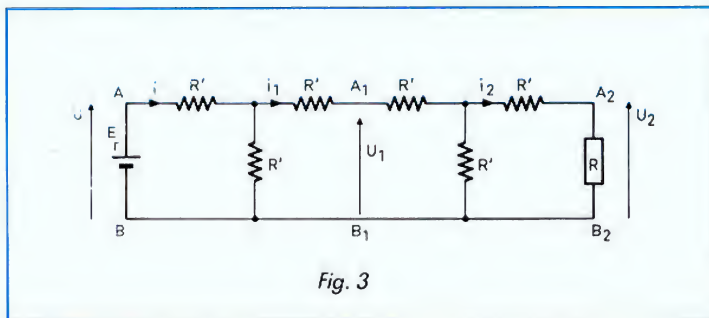 A i R' i₁ R' A₁ R' i₂ R' A₂
E
r
R'
U₁
R'
R
U₂
B B₁ B₂
Fig. 3